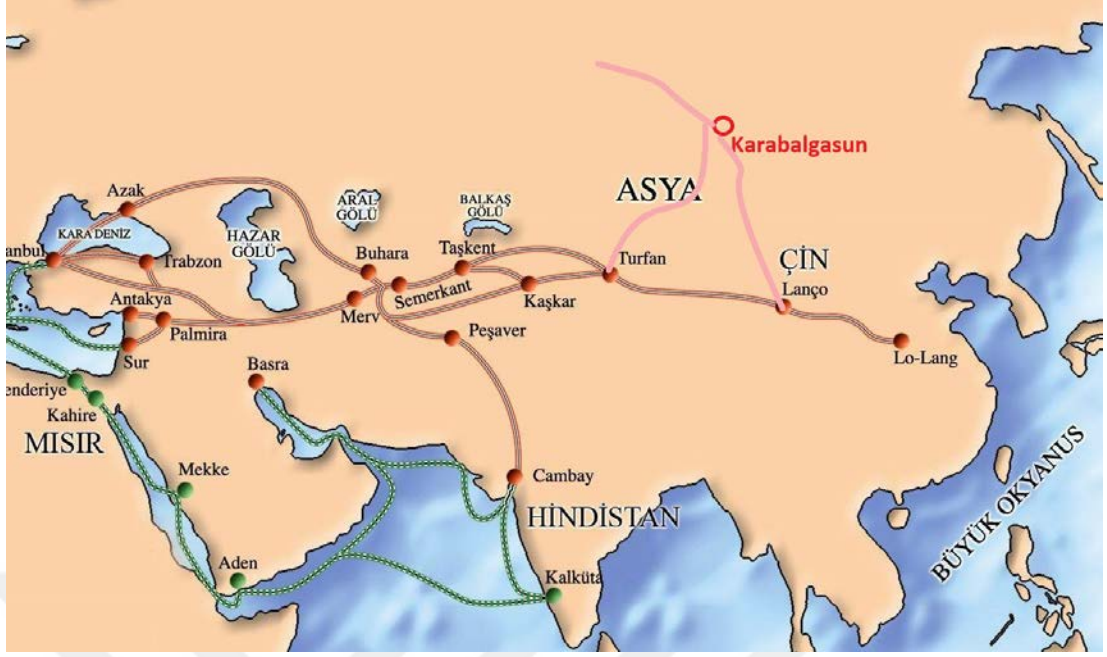 Karabalgasun
ASYA
Azak
ARAL
GÖLÜ
BALKAŞ
GÖLÜ
KARA DENİZ
HAZAR
GÖLÜ
Buhara
Taşkent
Turfan
ÇİN
anbul
Trabzon
Semerkant
Kaşkar
Lanço
Antakya
Palmira
Merv
Peşaver
Lo-Lang
Sur
Basra
enderiye
Kahire
MISIR
Mekke
Cambay
HİNDİSTAN
BÜYÜK OKYANUS
Aden
Kalküta